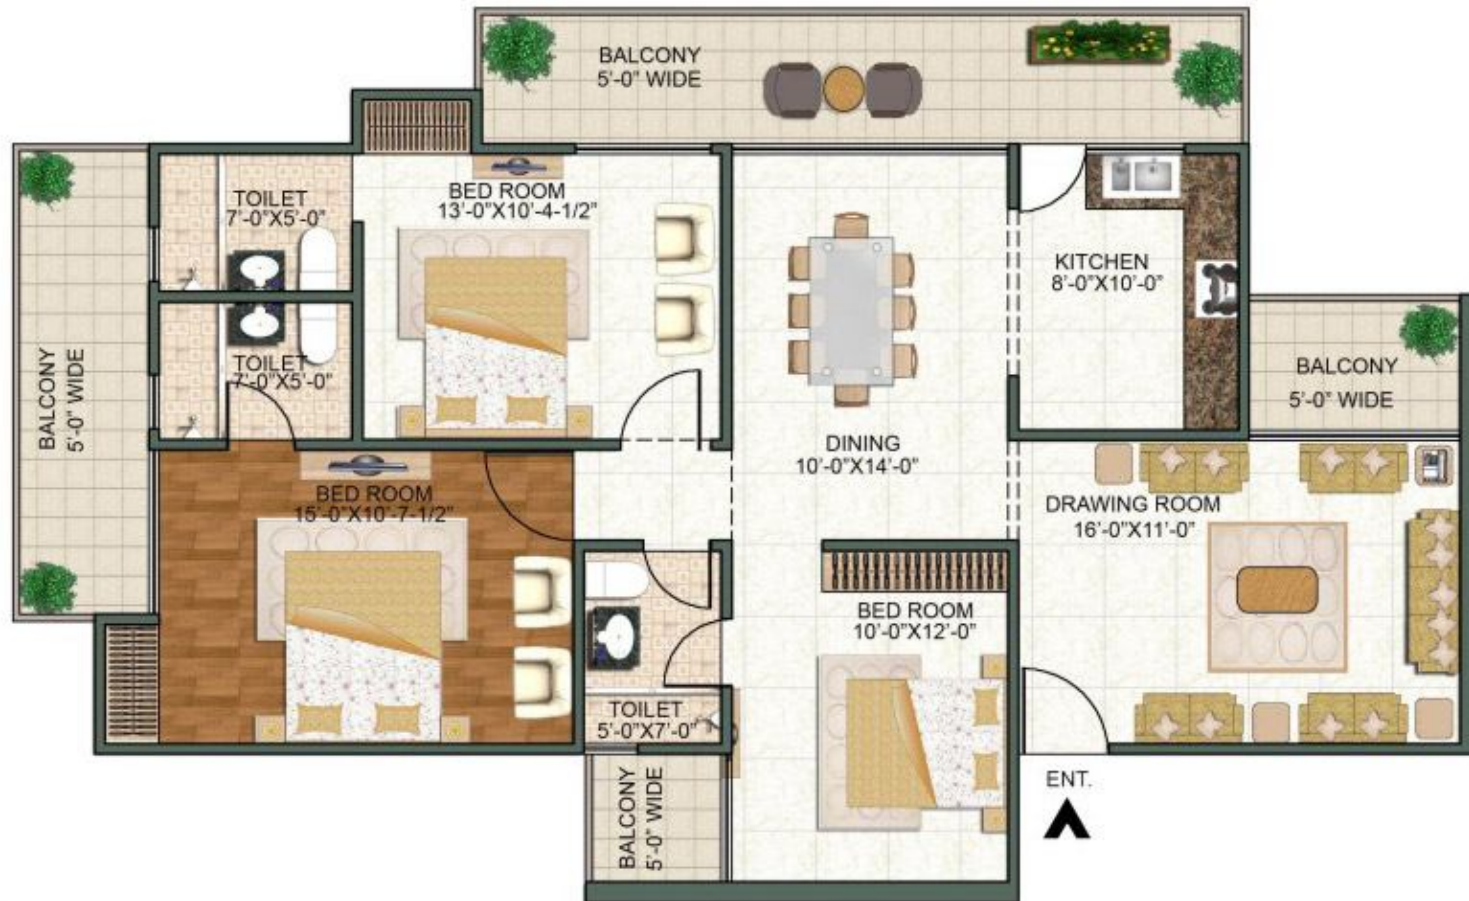 BALCONY
5'-0" WIDE
TOILET
7'-0"X5'-0"
BED ROOM
13'-0"X10'-4-1/2"
KITCHEN
8'-0"X10'-0"
BALCONY
5'-0" WIDE
TOILET
7'-0"X5'-0"
BALCONY
5'-0" WIDE
DINING
10'-0"X14'-0"
BED ROOM
15'-0"X10'-7-1/2"
DRAWING ROOM
16'-0"X11'-0"
BED ROOM
10'-0"X12'-0"
TOILET
5'-0"X7'-0"
BALCONY
5'-0" WIDE
ENT.